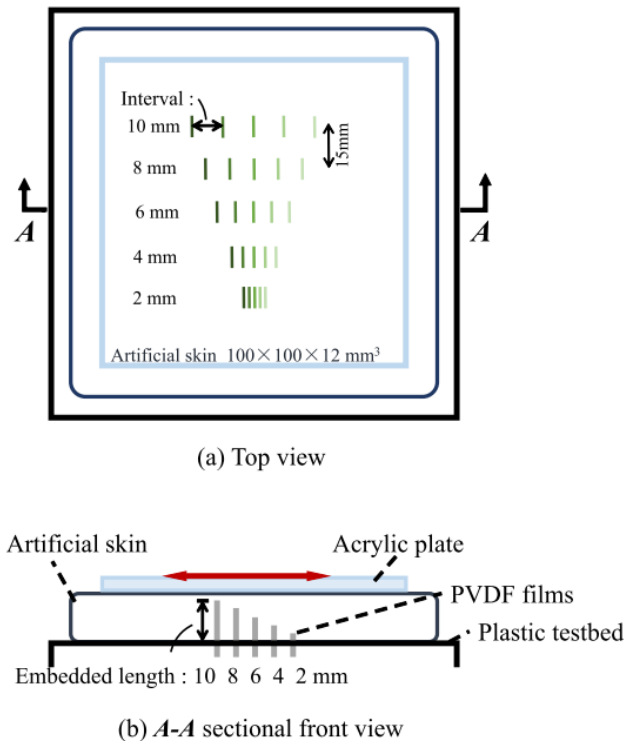 Interval :
10 mm
15mm
8 mm
A A
6 mm
4 mm
2 mm
Artificial skin 100×100×12 mm³
(a) Top view
Artificial skin Acrylic plate
PVDF films
Plastic testbed
Embedded length : 10 8 6 4 2 mm
(b) A-A sectional front view